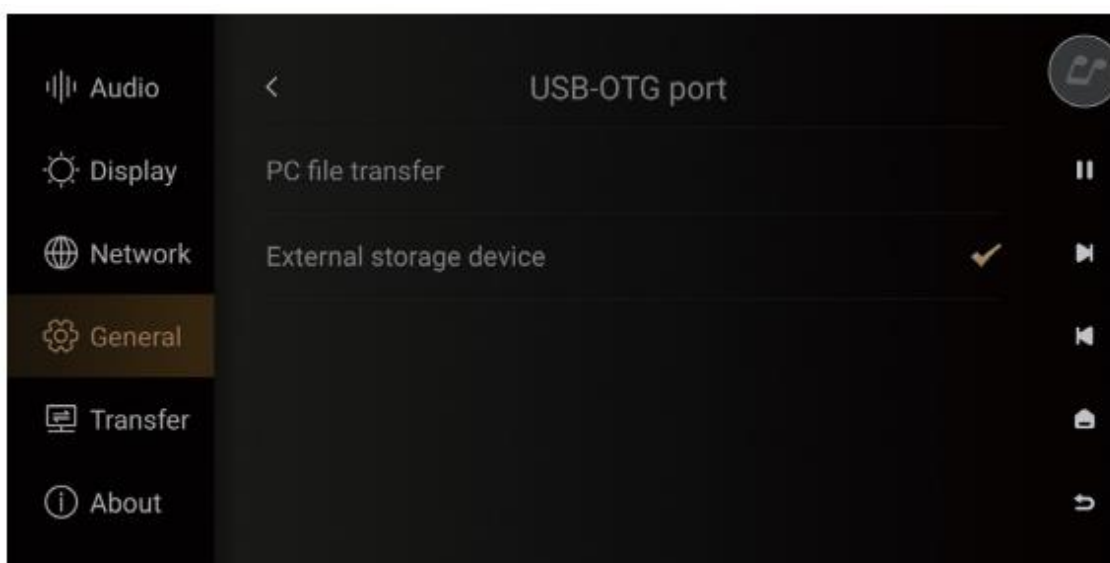 Audio
Display
Network
General
Transfer
About
USB-OTG port
PC file transfer
External storage device